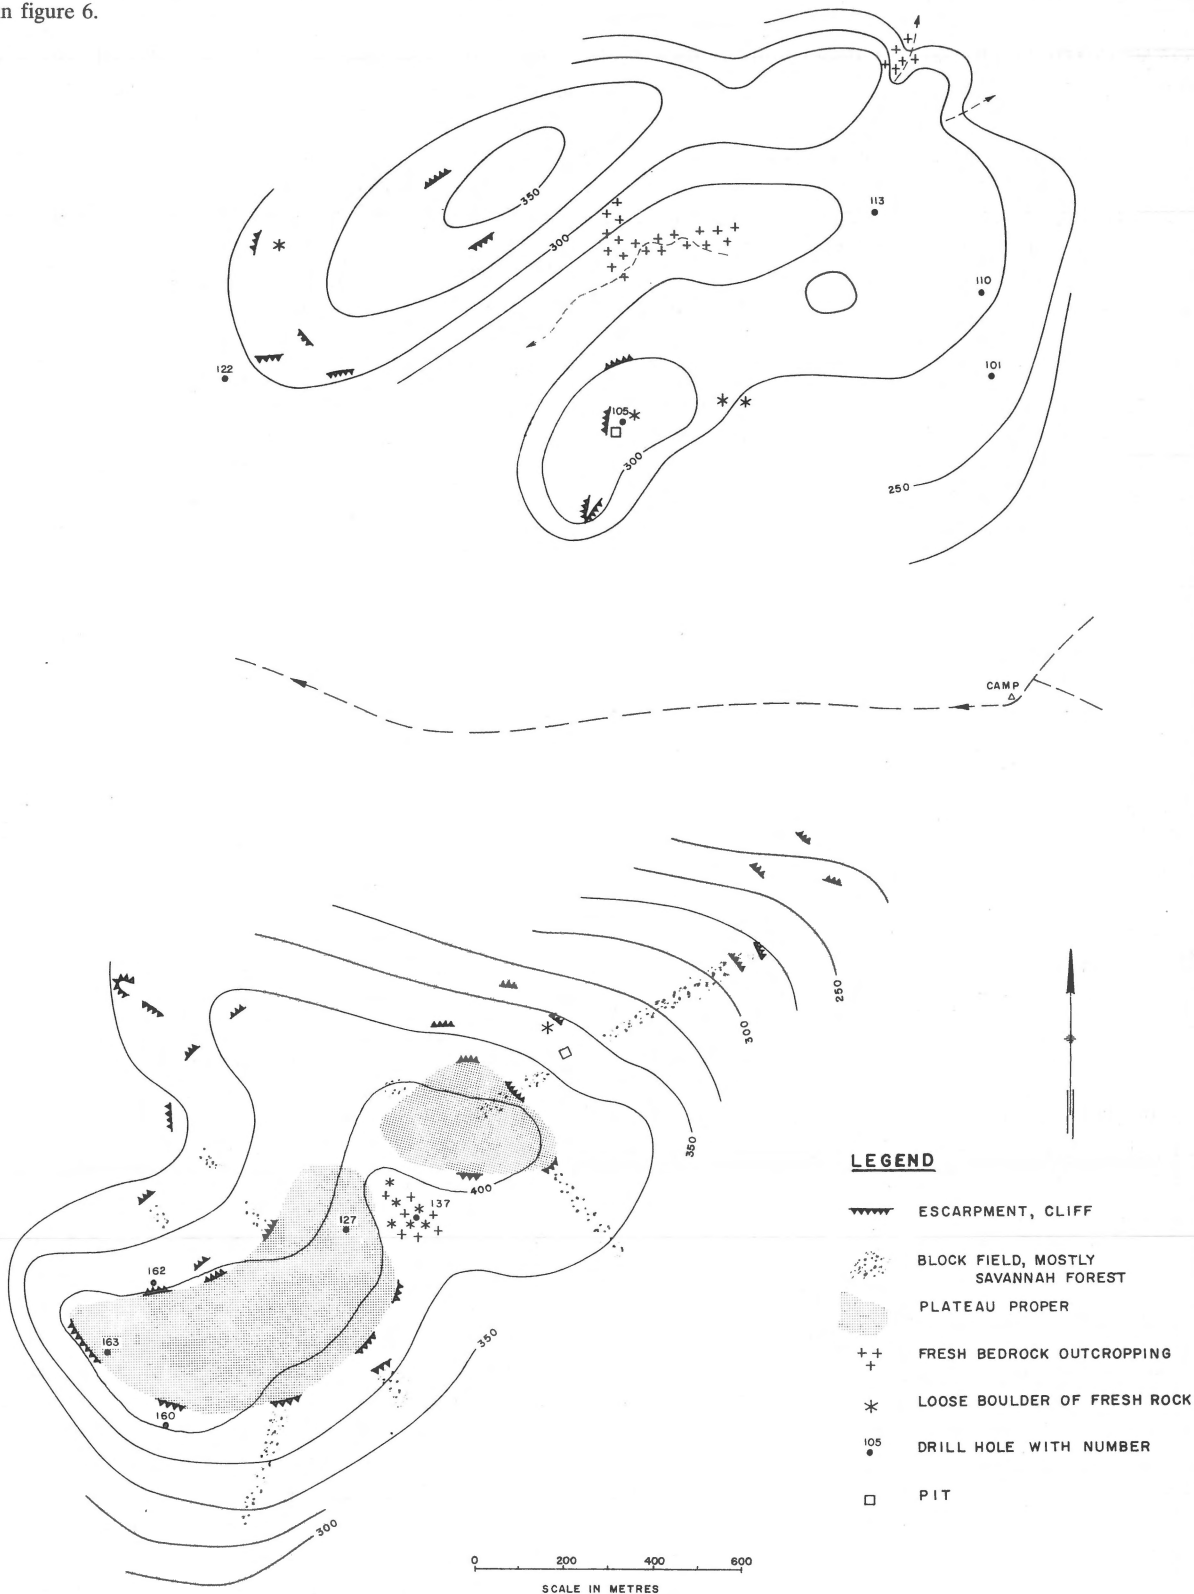 n figure 6.
350
113
300
110
122
101
105
300
250
CAMP
250
300
350
LEGEND
400
137
127
ESCARPMENT, CLIFF
162
BLOCK FIELD, MOSTLY
SAVANNAH FOREST
PLATEAU PROPER
163
350
FRESH BEDROCK OUTCROPPING
LOOSE BOULDER OF FRESH ROCK
160
105
DRILL HOLE WITH NUMBER
PIT
300
0 200 400 600
SCALE IN METRES